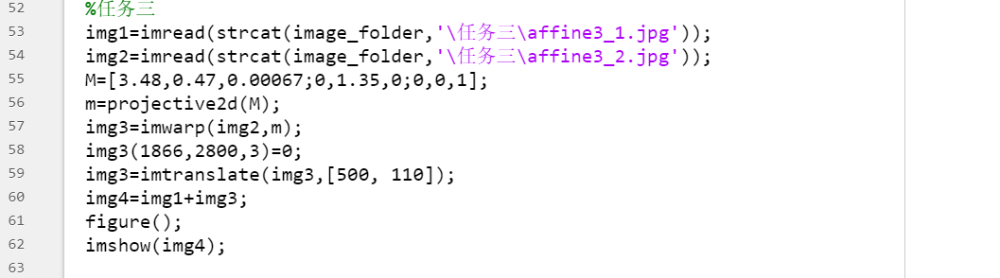 52 %任务三
53 img1=imread(strcat(image_folder,'\任务三\affine3_1.jpg'));
54 img2=imread(strcat(image_folder,'\任务三\affine3_2.jpg'));
55 M=[3.48,0.47,0.00067;0,1.35,0;0,0,1];
56 m=projective2d(M);
57 img3=imwarp(img2,m);
58 img3(1866,2800,3)=0;
59 img3=imtranslate(img3,[500, 110]);
60 img4=img1+img3;
61 figure();
62 imshow(img4);
63